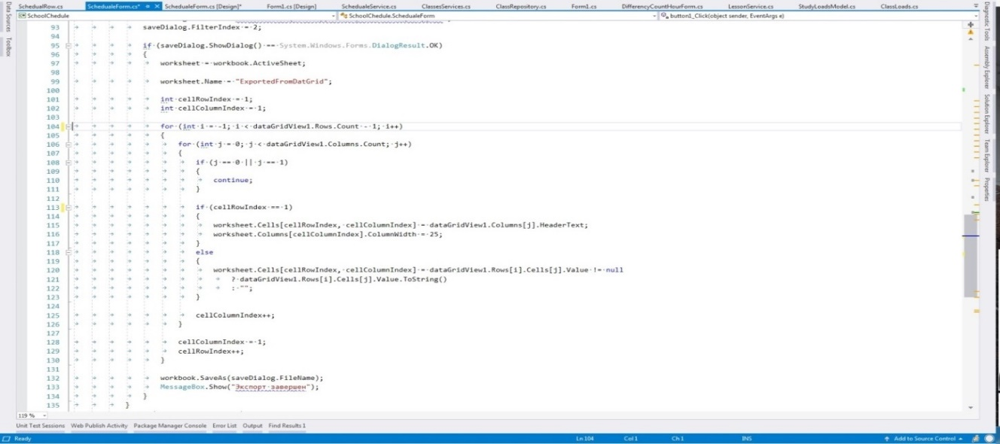 SchedualRow.cs SchedualeForm.cs* SchedualeForm.cs [Design]* Form1.cs [Design] SchedualeService.cs ClassesServices.cs ClassRepository.cs Form1.cs DifferencyCountHourForm.cs LessonService.cs StudyLoadsModel.cs ClassLoads.cs
SchoolChedule SchoolChedule.SchedualeForm button1_Click(object sender, EventArgs e)
Data Sources
Toolbox
93 saveDialog.FilterIndex = 2;
94
95 if (saveDialog.ShowDialog() == System.Windows.Forms.DialogResult.OK)
96 {
97 worksheet = workbook.ActiveSheet;
98
99 worksheet.Name = "ExportedFromDatGrid";
100
101 int cellRowIndex = 1;
102 int cellColumnIndex = 1;
103
104 for (int i = -1; i < dataGridView1.Rows.Count - 1; i++)
105 {
106 for (int j = 0; j < dataGridView1.Columns.Count; j++)
107 {
108 if (j == 0 || j == 1)
109 {
110 continue;
111 }
112
113 if (cellRowIndex == 1)
114 {
115 worksheet.Cells[cellRowIndex, cellColumnIndex] = dataGridView1.Columns[j].HeaderText;
116 worksheet.Columns[cellColumnIndex].ColumnWidth = 25;
117 }
118 else
119 {
120 worksheet.Cells[cellRowIndex, cellColumnIndex] = dataGridView1.Rows[i].Cells[j].Value != null
121 ? dataGridView1.Rows[i].Cells[j].Value.ToString()
122 : "";
123 }
124
125 cellColumnIndex++;
126 }
127
128 cellColumnIndex = 1;
129 cellRowIndex++;
130 }
131
132 workbook.SaveAs(saveDialog.FileName);
133 MessageBox.Show("Экспорт завершен");
134 }
135 }
Diagnostic Tools
Assembly Explorer
Solution Explorer
Team Explorer
Properties
119 %
Unit Test Sessions Web Publish Activity Package Manager Console Error List Output Find Results 1
Ready Ln 104 Col 1 Ch 1 INS Add to Source Control